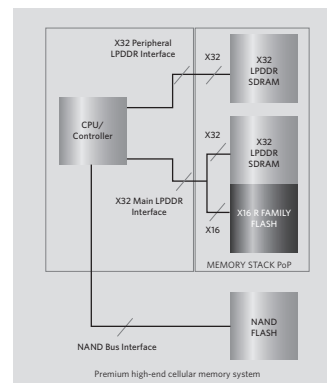 X32 Peripheral
LPDDR Interface
X32
X32
LPDDR
SDRAM
CPU/
Controller
X32
X32
LPDDR
SDRAM
X32 Main LPDDR
Interface
X16
X16 R FAMILY
FLASH
MEMORY STACK PoP
NAND
FLASH
NAND Bus Interface
Premium high-end cellular memory system